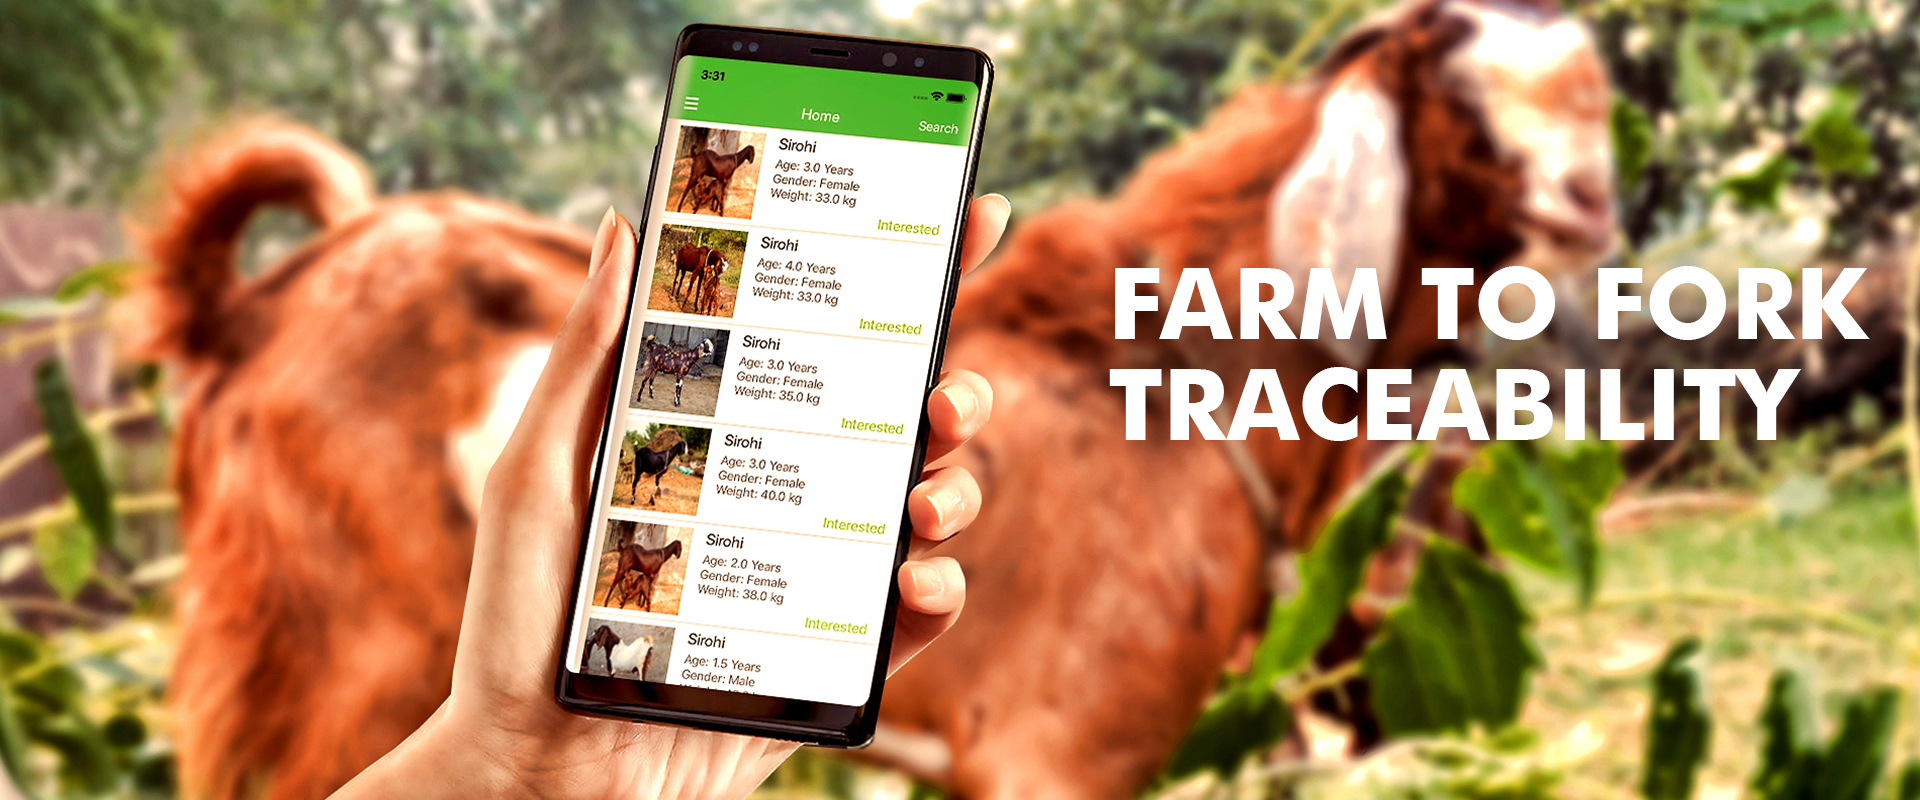 3:31
Home
Search
Sirohi
Age: 3.0 Years
Gender: Female
Weight: 33.0 kg
Interested
Sirohi
Age: 4.0 Years
Gender: Female
Weight: 33.0 kg
Interested
Sirohi
Age: 3.0 Years
Gender: Female
Weight: 35.0 kg
Interested
Sirohi
Age: 3.0 Years
Gender: Female
Weight: 40.0 kg
Interested
Sirohi
Age: 2.0 Years
Gender: Female
Weight: 38.0 kg
Interested
Sirohi
Age: 1.5 Years
Gender: Male
FARM TO FORK
TRACEABILITY